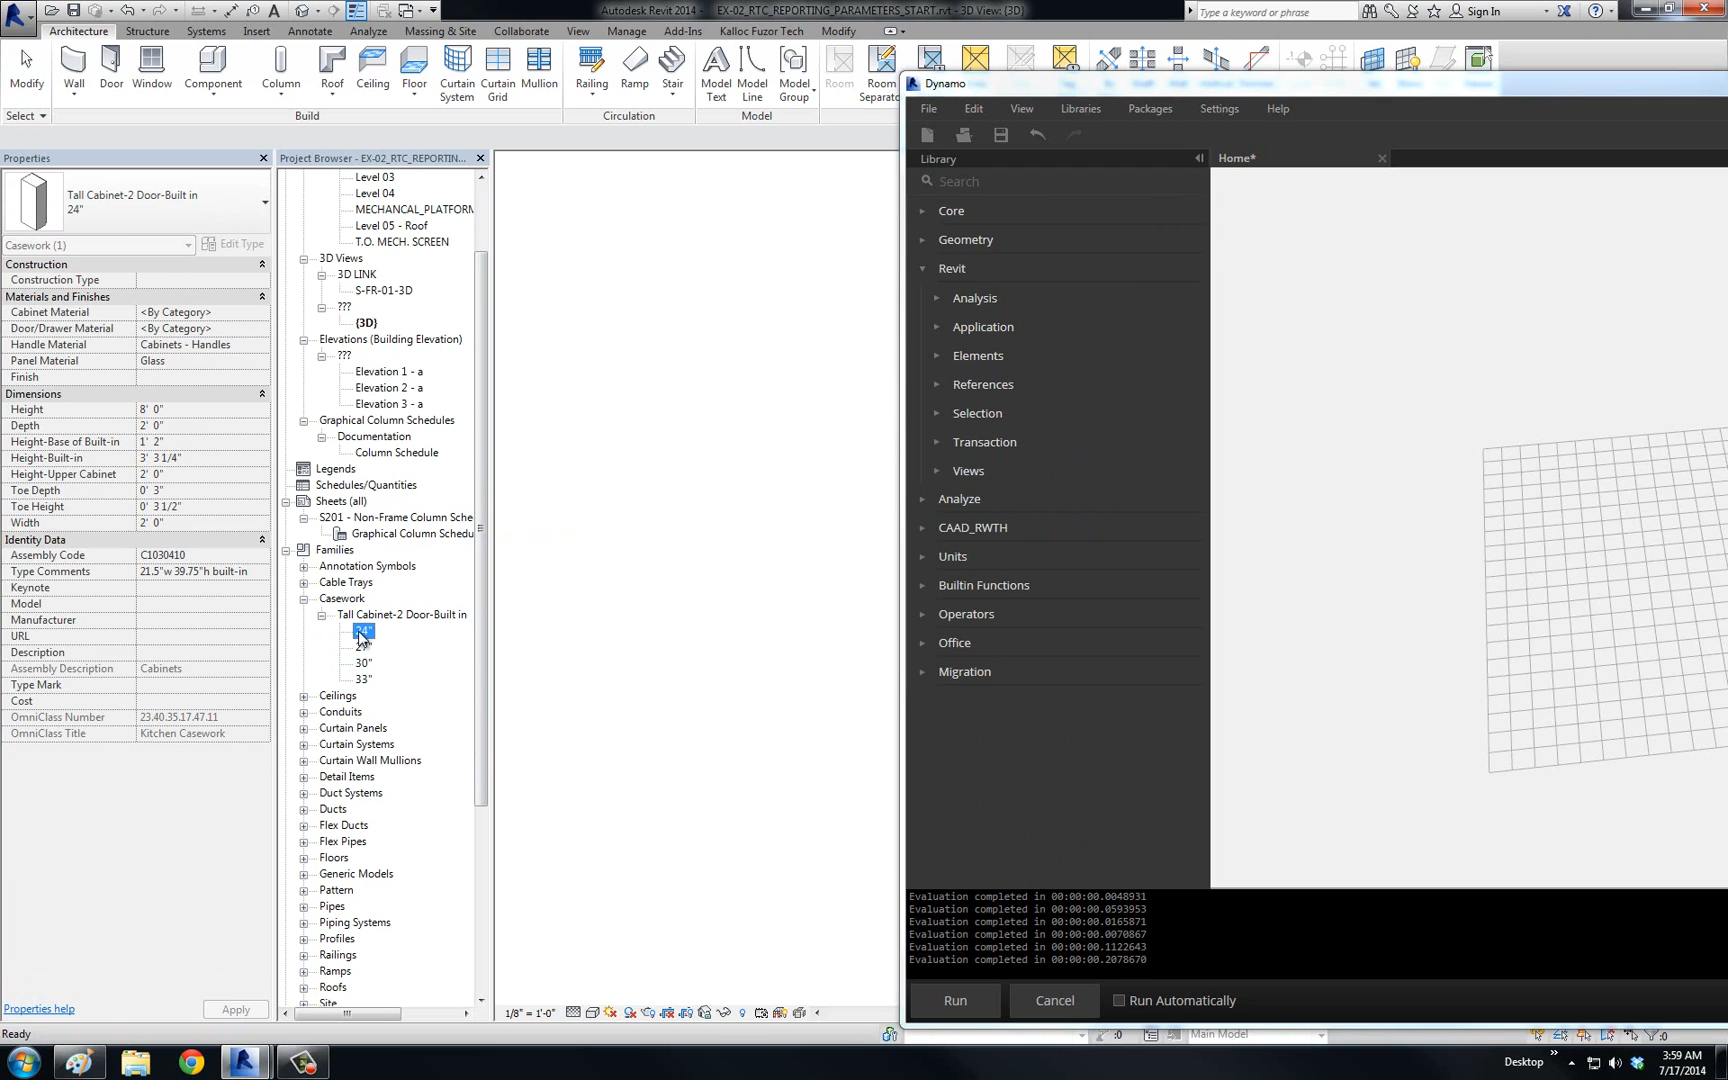 Autodesk Revit 2014 - EX-02_RTC_REPORTING_PARAMETERS_START.rvt - 3D View: {3D}
Type a keyword or phrase
Sign In
Architecture Structure Systems Insert Annotate Analyze Massing & Site Collaborate View Manage Add-Ins Kalloc Fuzor Tech Modify
Modify Wall Door Window Component Column Roof Ceiling Floor Curtain System Curtain Grid Mullion Railing Ramp Stair Model Text Model Line Model Group Room Room Separator
Select Build Circulation Model
Properties
Tall Cabinet-2 Door-Built in
24"
Casework (1)
Edit Type
Construction
Construction Type
Materials and Finishes
Cabinet Material <By Category>
Door/Drawer Material <By Category>
Handle Material Cabinets - Handles
Panel Material Glass
Finish
Dimensions
Height 8' 0"
Depth 2' 0"
Height-Base of Built-in 1' 2"
Height-Built-in 3' 3 1/4"
Height-Upper Cabinet 2' 0"
Toe Depth 0' 3"
Toe Height 0' 3 1/2"
Width 2' 0"
Identity Data
Assembly Code C1030410
Type Comments 21.5"w 39.75"h built-in
Keynote
Model
Manufacturer
URL
Description
Assembly Description Cabinets
Type Mark
Cost
OmniClass Number 23.40.35.17.47.11
OmniClass Title Kitchen Casework
Properties help
Apply
Project Browser - EX-02_RTC_REPORTIN...
Level 03
Level 04
MECHANCAL_PLATFORM
Level 05 - Roof
T.O. MECH. SCREEN
3D Views
3D LINK
S-FR-01-3D
???
{3D}
Elevations (Building Elevation)
???
Elevation 1 - a
Elevation 2 - a
Elevation 3 - a
Graphical Column Schedules
Documentation
Column Schedule
Legends
Schedules/Quantities
Sheets (all)
S201 - Non-Frame Column Sche
Graphical Column Schedu
Families
Annotation Symbols
Cable Trays
Casework
Tall Cabinet-2 Door-Built in
24"
30"
33"
Ceilings
Conduits
Curtain Panels
Curtain Systems
Curtain Wall Mullions
Detail Items
Duct Systems
Ducts
Flex Ducts
Flex Pipes
Floors
Generic Models
Pattern
Pipes
Piping Systems
Profiles
Railings
Ramps
Roofs
Site
1/8" = 1'-0"
Dynamo
File Edit View Libraries Packages Settings Help
Library
Home*
Search
Core
Geometry
Revit
Analysis
Application
Elements
References
Selection
Transaction
Views
Analyze
CAAD_RWTH
Units
Builtin Functions
Operators
Office
Migration
Evaluation completed in 00:00:00.0048931
Evaluation completed in 00:00:00.0593953
Evaluation completed in 00:00:00.0165871
Evaluation completed in 00:00:00.0070867
Evaluation completed in 00:00:00.1122643
Evaluation completed in 00:00:00.2078670
Run Cancel Run Automatically
Ready
:0
Main Model
:0
Desktop
3:59 AM
7/17/2014